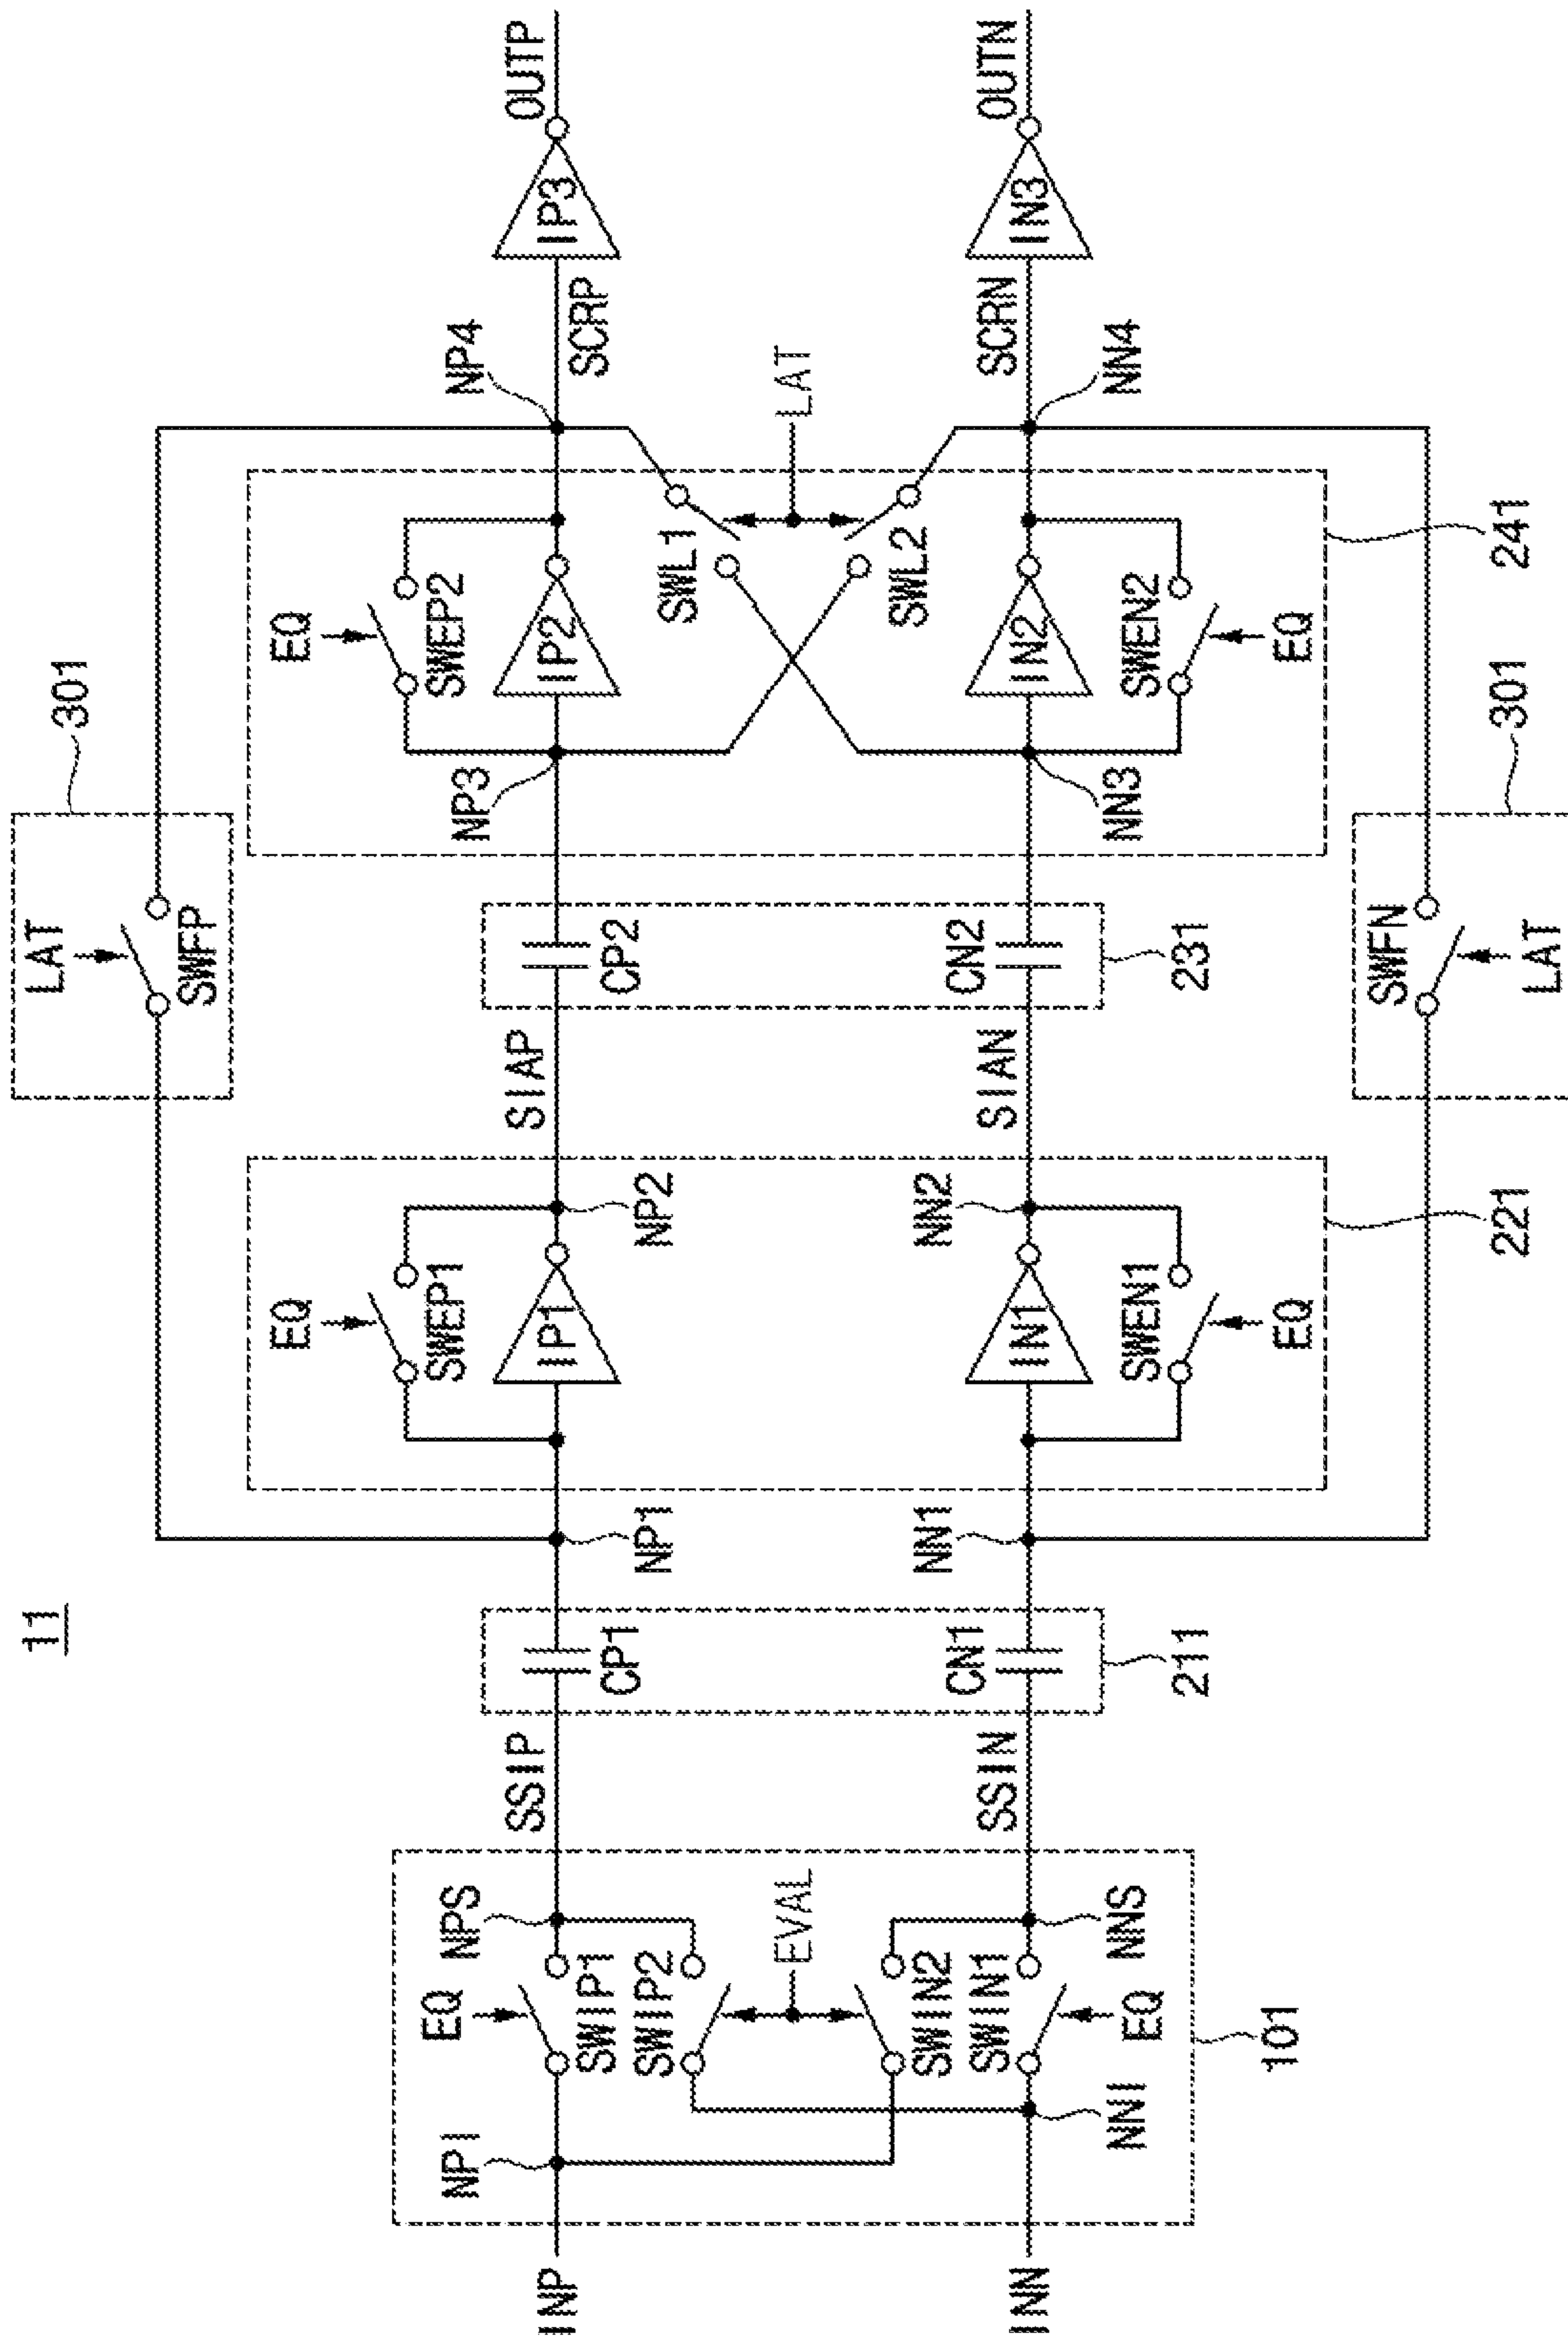 11
LAT
SWFP
301
INP
NPI
EQ
SWIP1
SWIP2
NPS
EVAL
SWIN2
SWIN1
EQ
NNI
NNS
INN
101
SSIP
SSIN
CP1
CN1
211
NP1
NN1
EQ
SWEP1
IP1
NP2
NN2
IN1
SWEN1
EQ
221
SIAP
SIAN
CP2
CN2
231
NP3
NN3
EQ
SWEP2
IP2
SWL1
SWL2
LAT
IN2
SWEN2
EQ
241
NP4
SCRP
SCRN
NN4
IP3
IN3
OUTP
OUTN
SWFN
LAT
301